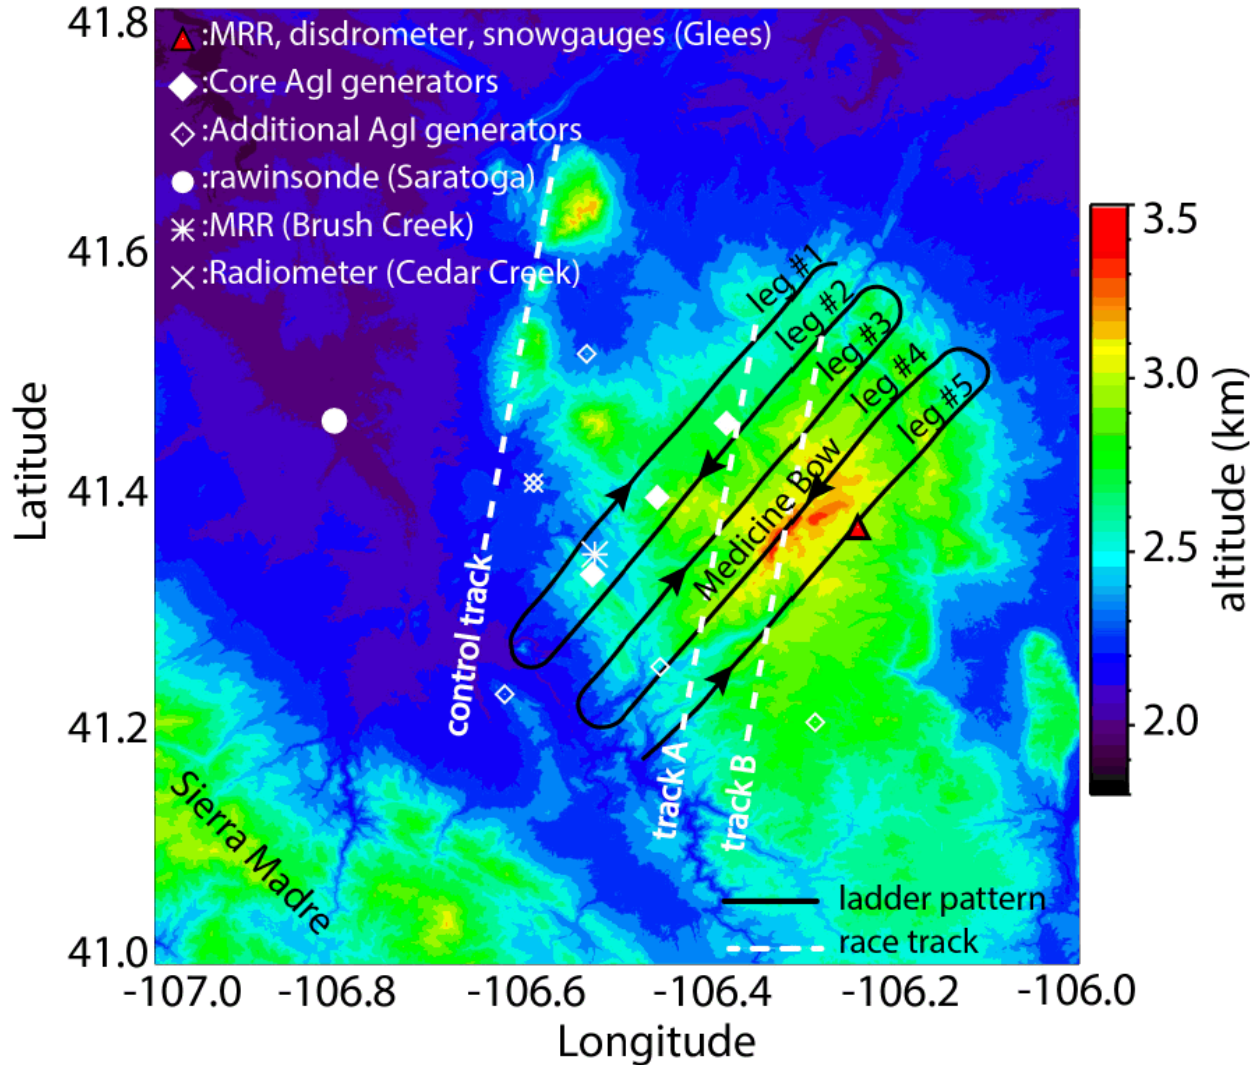 41.8
:MRR, disdrometer, snowgauges (Glees)
:Core AgI generators
:Additional AgI generators
:rawinsonde (Saratoga)
:MRR (Brush Creek)
:Radiometer (Cedar Creek)
41.6
41.4
41.2
41.0
Latitude
leg #1
leg #2
leg #3
leg #4
leg #5
Medicine Bow
control track
track A
track B
Sierra Madre
ladder pattern
race track
3.5
3.0
2.5
2.0
altitude (km)
-107.0 -106.8 -106.6 -106.4 -106.2 -106.0
Longitude